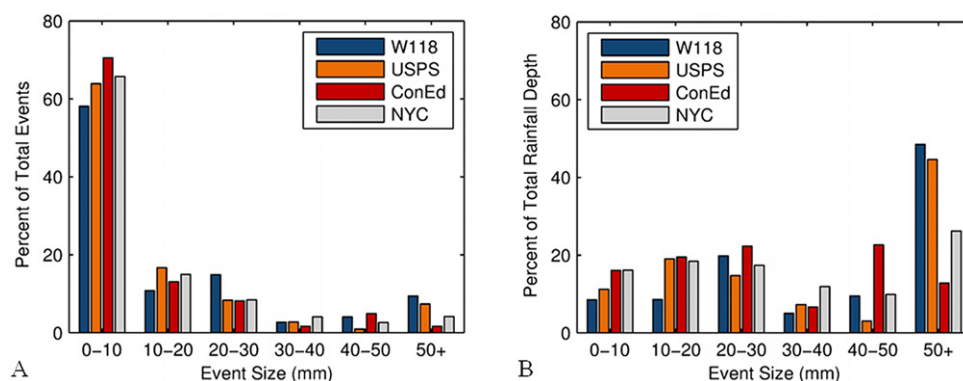 80
60
40
20
0
Percent of Total Events
W118
USPS
ConEd
NYC
0–10 10–20 20–30 30–40 40–50 50+
Event Size (mm)
A
80
60
40
20
0
Percent of Total Rainfall Depth
W118
USPS
ConEd
NYC
0–10 10–20 20–30 30–40 40–50 50+
Event Size (mm)
B